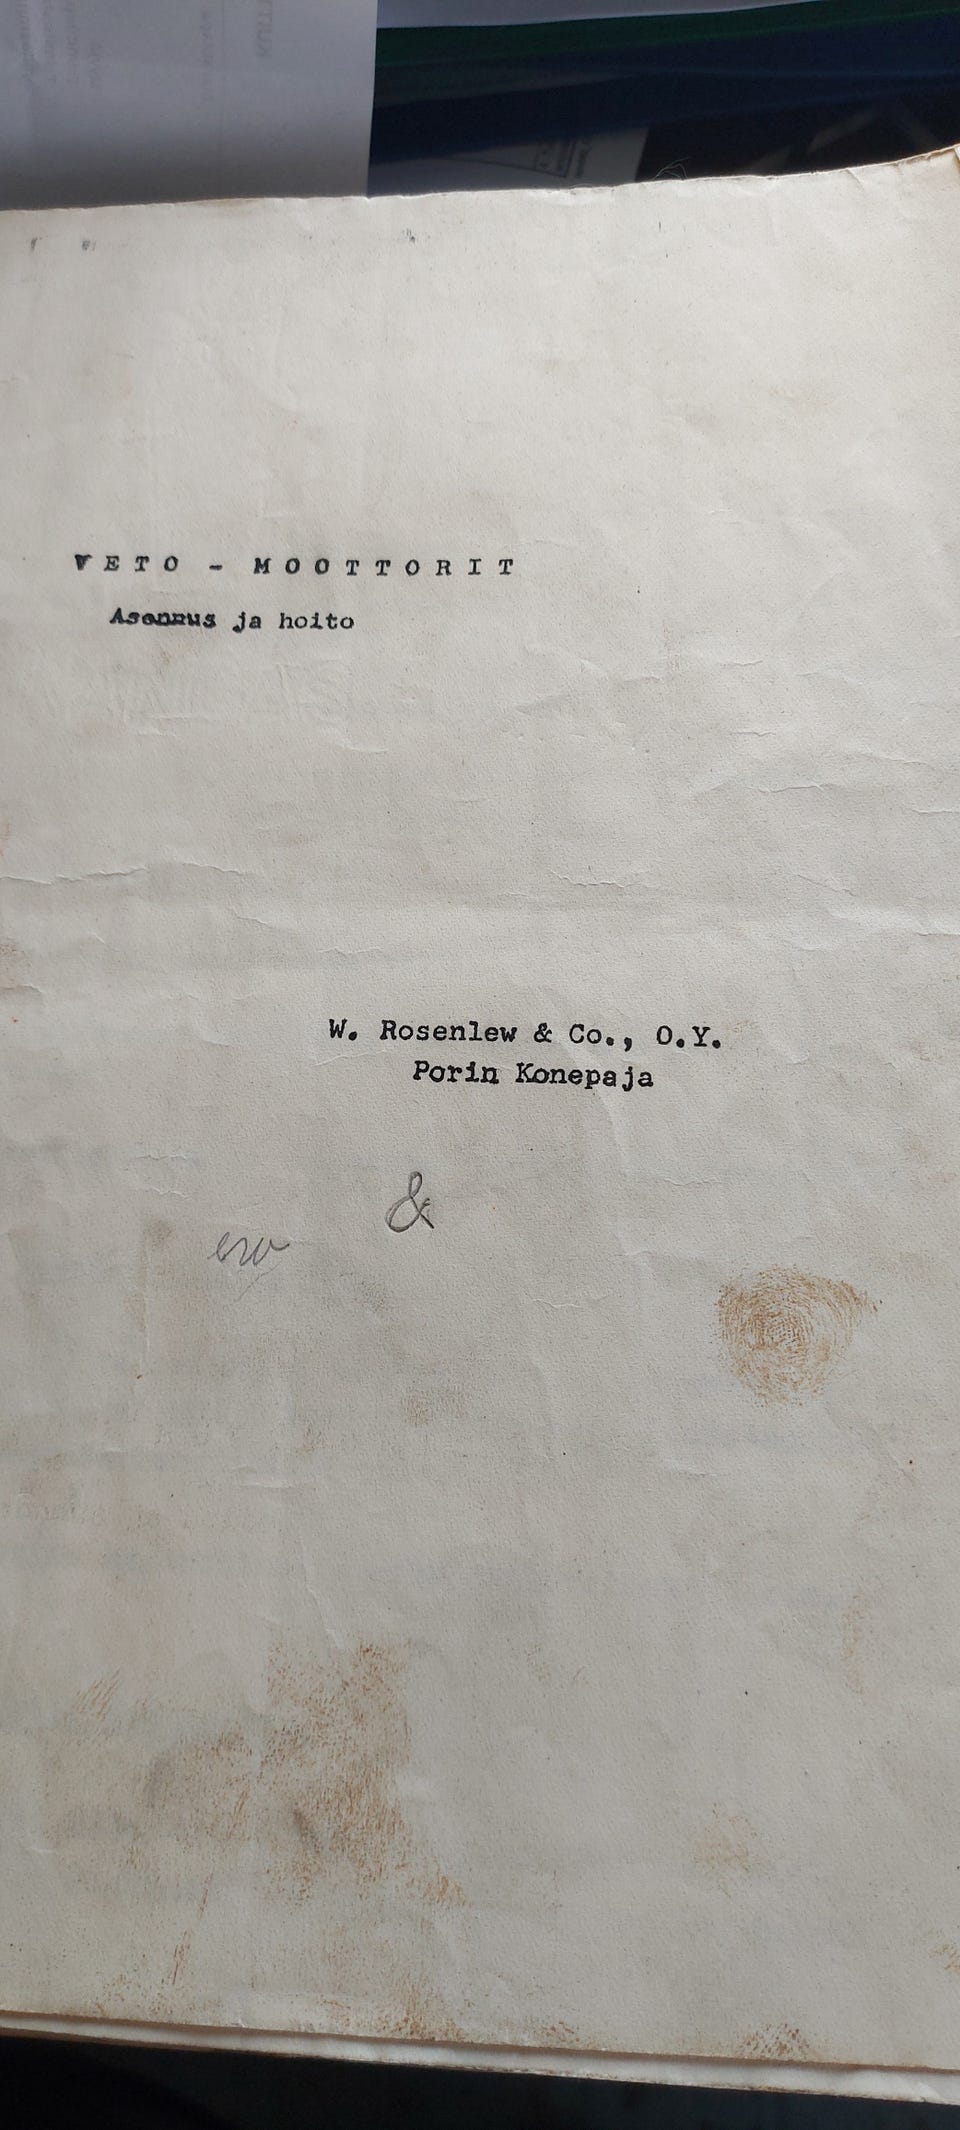 VETO - MOOTTORIT
Asennus ja hoito
W. Rosenlew & Co., O.Y.
Porin Konepaja
&